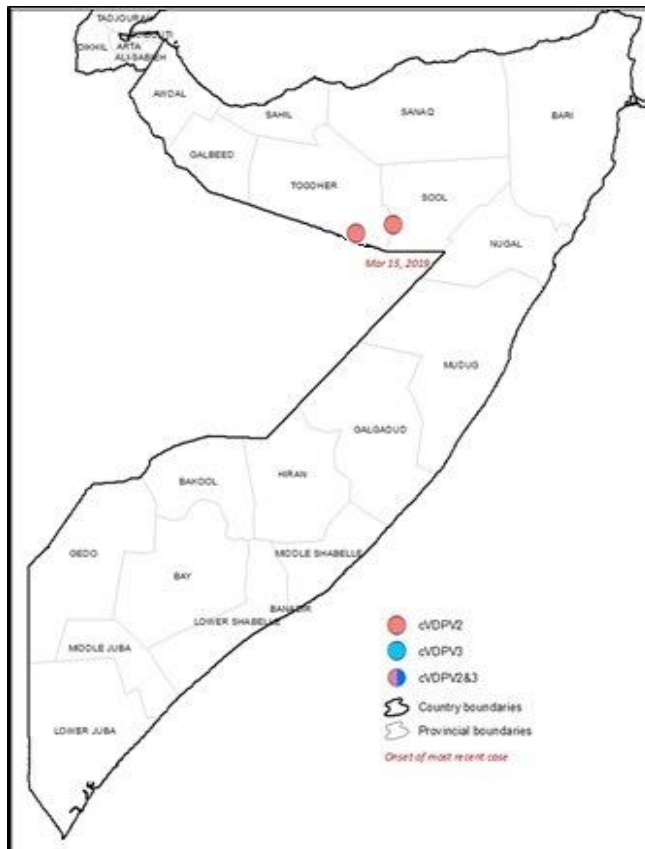 TADJOURAH
DJIBOUTI
DIKHIL
ARTA
ALI-SABIEH
AWDAL
SAHIL
SANAQ
BARI
GALBEED
TOGDHER
SOOL
NUGAL
Mar 15, 2019
MUDUG
GALGADUD
HIRAN
BAKOOL
GEDO
BAY
MIDDLE SHABELLE
BANADIR
LOWER SHABELLE
MIDDLE JUBA
LOWER JUBA
cVDPV2
cVDPV3
cVDPV2&3
Country boundaries
Provincial boundaries
Onset of most recent case